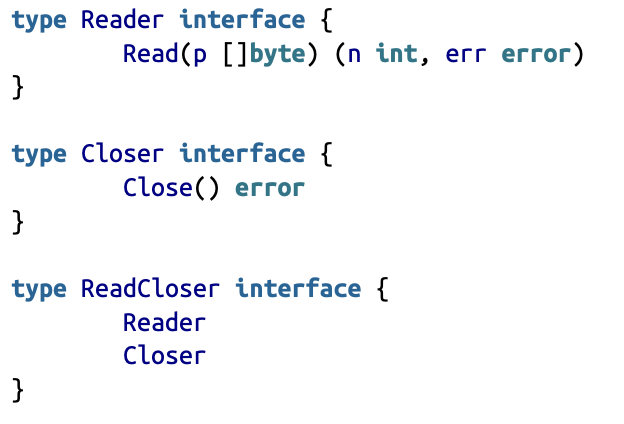 type Reader interface {
        Read(p []byte) (n int, err error)
}

type Closer interface {
        Close() error
}

type ReadCloser interface {
        Reader
        Closer
}